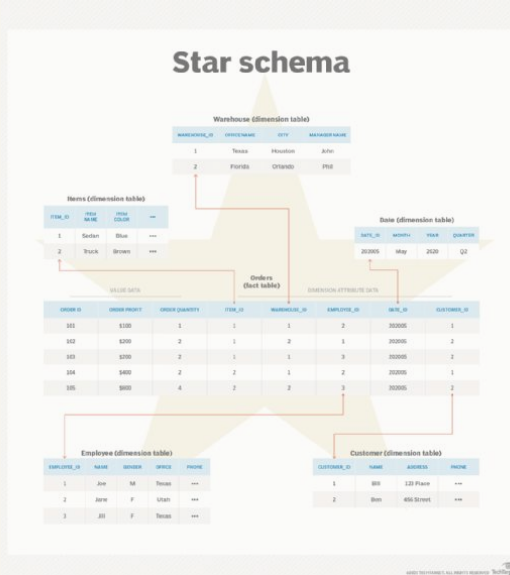 Star schema
Warehouse (dimension table)
WAREHOUSE_ID OFFICE NAME CITY MANAGER NAME
1 Texas Houston John
2 Florida Orlando Phil
Items (dimension table)
ITEM_ID ITEM NAME ITEM COLOR •••
1 Sedan Blue •••
2 Truck Brown •••
Date (dimension table)
DATE_ID MONTH YEAR QUARTER
202005 May 2020 Q2
Orders
(fact table)
VALUE DATA DIMENSION ATTRIBUTE DATA
ORDER ID ORDER PROFIT ORDER QUANTITY ITEM_ID WAREHOUSE_ID EMPLOYEE_ID DATE_ID CUSTOMER_ID
101 $100 1 1 1 2 202005 1
102 $200 2 1 2 1 202005 2
103 $200 2 1 1 3 202005 2
104 $400 2 2 1 2 202005 1
105 $800 4 2 2 3 202005 2
Employee (dimension table)
EMPLOYEE_ID NAME GENDER OFFICE PHONE
1 Joe M Texas •••
2 Jane F Utah •••
3 Jill F Texas •••
Customer (dimension table)
CUSTOMER_ID NAME ADDRESS PHONE
1 Bill 123 Place •••
2 Ben 456 Street •••